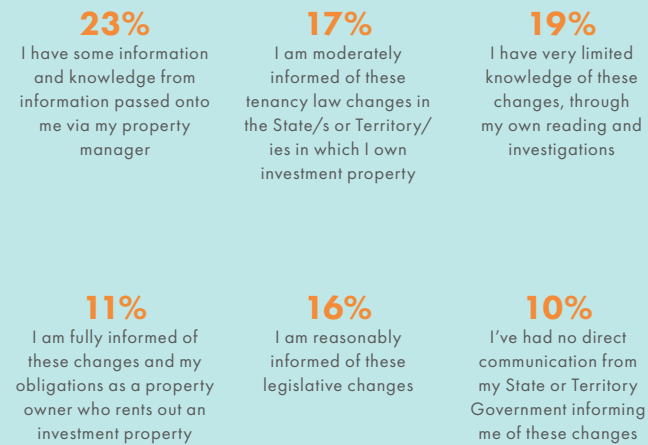 23%
I have some information
and knowledge from
information passed onto
me via my property
manager
17%
I am moderately
informed of these
tenancy law changes in
the State/s or Territory/
ies in which I own
investment property
19%
I have very limited
knowledge of these
changes, through
my own reading and
investigations
11%
I am fully informed of
these changes and my
obligations as a property
owner who rents out an
investment property
16%
I am reasonably
informed of these
legislative changes
10%
I’ve had no direct
communication from
my State or Territory
Government informing
me of these changes